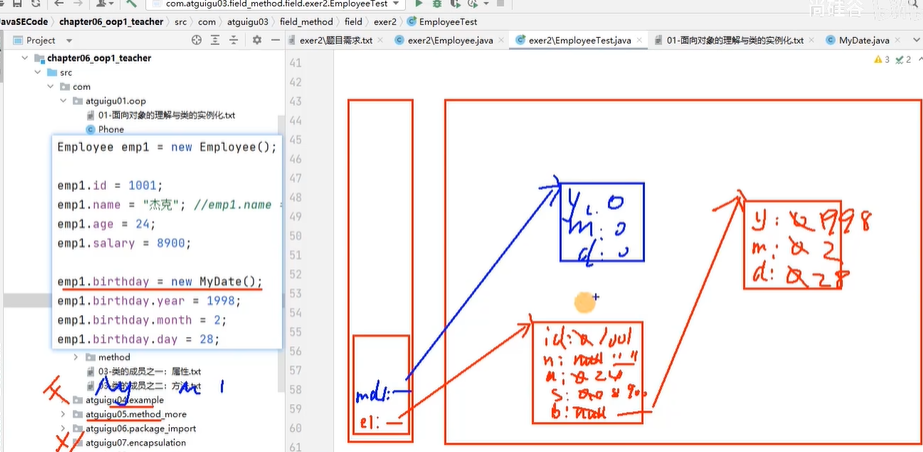 com.atguigu03.field_method.field.exer2.EmployeeTest
尚硅谷
JavaSECode
chapter06_oop1_teacher
src
com
atguigu03
field_method
field
exer2
EmployeeTest
Project
exer2\题目需求.txt
exer2\Employee.java
exer2\EmployeeTest.java
01-面向对象的理解与类的实例化.txt
MyDate.java
chapter06_oop1_teacher
src
com
atguigu01.oop
01-面向对象的理解与类的实例化.txt
Phone
Employee emp1 = new Employee();
emp1.id = 1001;
emp1.name = "杰克"; //emp1.name =
emp1.age = 24;
emp1.salary = 8900;
emp1.birthday = new MyDate();
emp1.birthday.year = 1998;
emp1.birthday.month = 2;
emp1.birthday.day = 28;
method
03-类的成员之一：属性.txt
03-类的成员之二：方法.txt
atguigu04.example
atguigu05.method_more
atguigu06.package_import
atguigu07.encapsulation
3
2
41
42
43
44
45
46
47
48
49
50
51
52
53
54
55
56
57
58
59
60
61
y: 0
m: 0
d: 0
y: 0 1998
m: 0 2
d: 0 28
id: 0 1001
n: null
a: 0 24
s: 0.0 8900
b: null
md1:
e1: